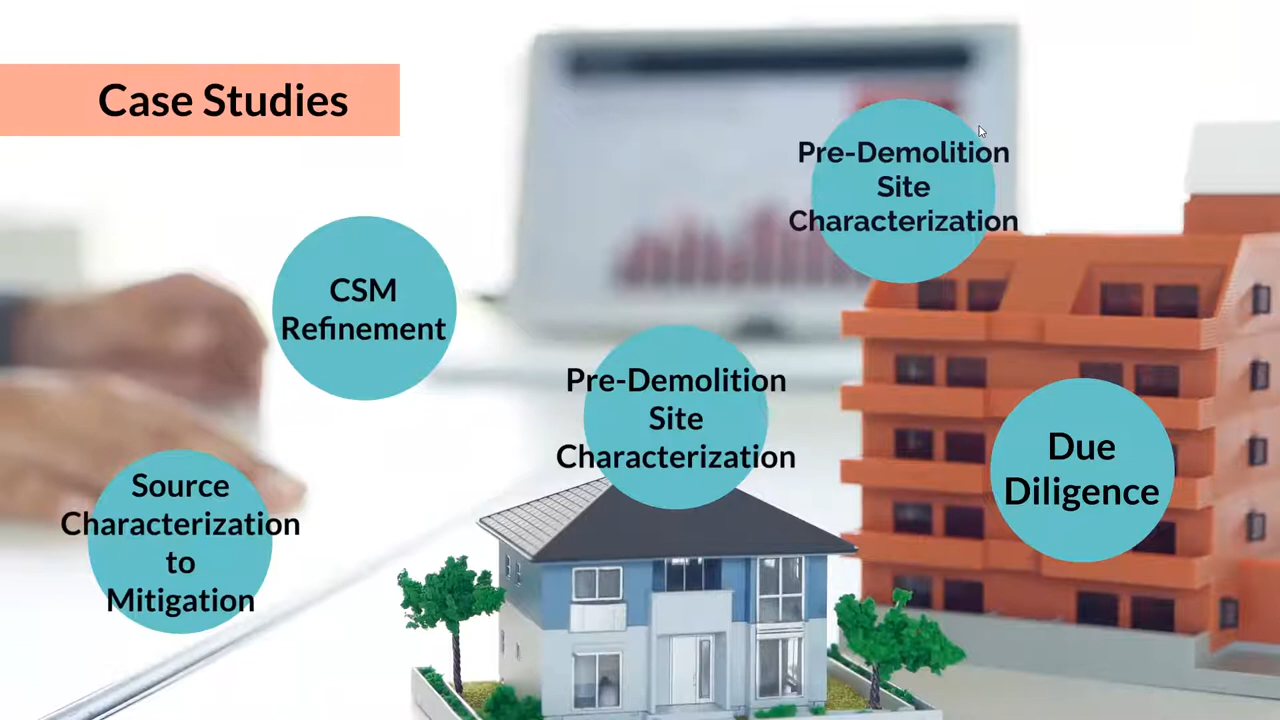 Case Studies
Pre-Demolition
Site
Characterization
CSM
Refinement
Pre-Demolition
Site
Characterization
Due
Diligence
Source
Characterization
to
Mitigation